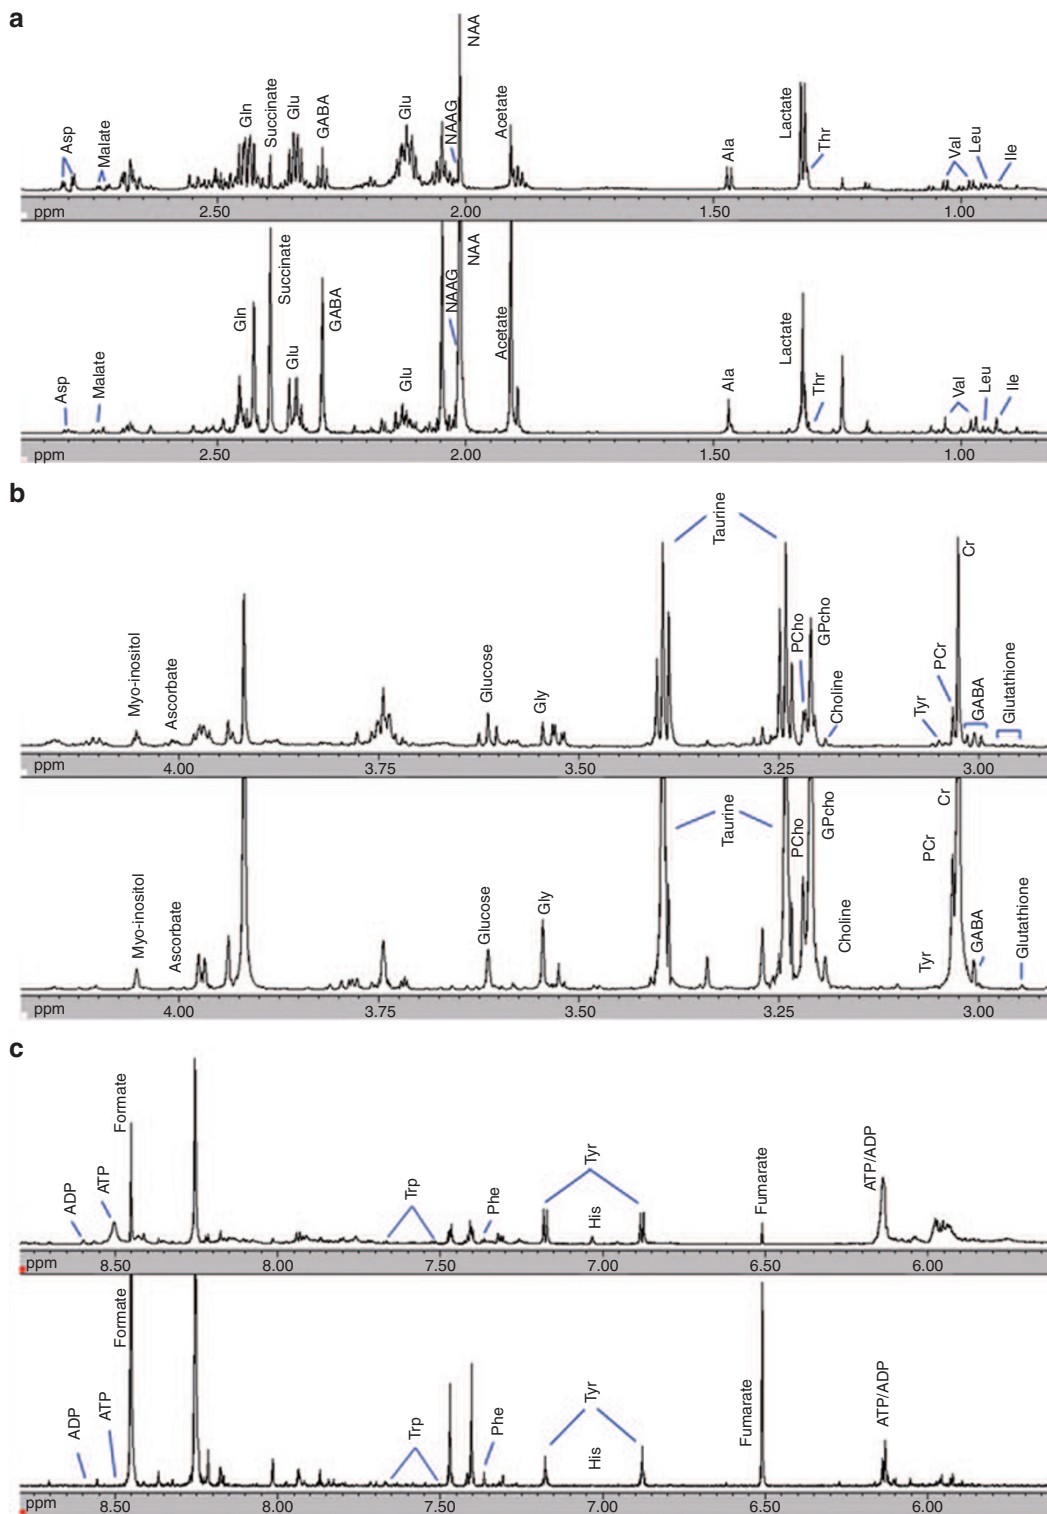 a
Asp
Malate
Gln
Succinate
Glu
GABA
Glu
NAAG
NAA
Acetate
Lactate
Thr
Ala
Val
Leu
Ile
ppm 2.50 2.00 1.50 1.00
Asp
Malate
Gln
Succinate
Glu
GABA
Glu
NAAG
NAA
Acetate
Ala
Lactate
Thr
Val
Leu
Ile
ppm 2.50 2.00 1.50 1.00
b
Myo-inositol
Ascorbate
Glucose
Gly
Taurine
PCho
GPcho
Choline
Tyr
PCr
Cr
GABA
Glutathione
ppm 4.00 3.75 3.50 3.25 3.00
Myo-inositol
Ascorbate
Glucose
Gly
Taurine
PCho
GPcho
Choline
Tyr
PCr
Cr
GABA
Glutathione
ppm 4.00 3.75 3.50 3.25 3.00
c
ADP
ATP
Formate
Trp
Phe
Tyr
His
Fumarate
ATP/ADP
ppm 8.50 8.00 7.50 7.00 6.50 6.00
ADP
ATP
Formate
Trp
Phe
Tyr
His
Fumarate
ATP/ADP
ppm 8.50 8.00 7.50 7.00 6.50 6.00